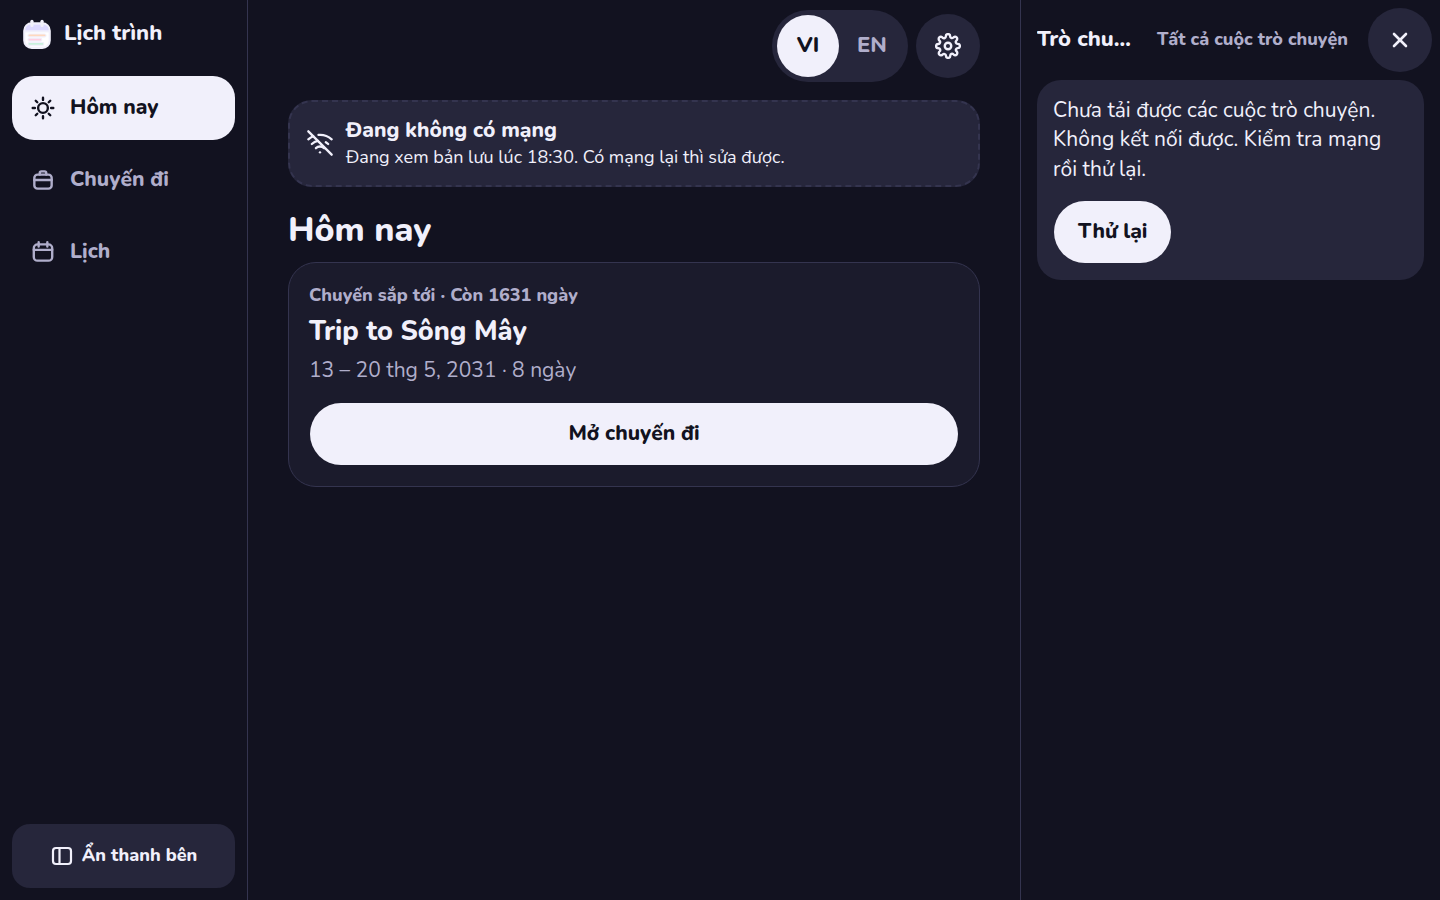 Lịch trình
Hôm nay
Chuyến đi
Lịch
Ẩn thanh bên
VI
EN
Đang không có mạng
Đang xem bản lưu lúc 18:30. Có mạng lại thì sửa được.
Hôm nay
Chuyến sắp tới · Còn 1631 ngày
Trip to Sông Mây
13 – 20 thg 5, 2031 · 8 ngày
Mở chuyến đi
Trò chu...
Tất cả cuộc trò chuyện
Chưa tải được các cuộc trò chuyện.
Không kết nối được. Kiểm tra mạng
rồi thử lại.
Thử lại